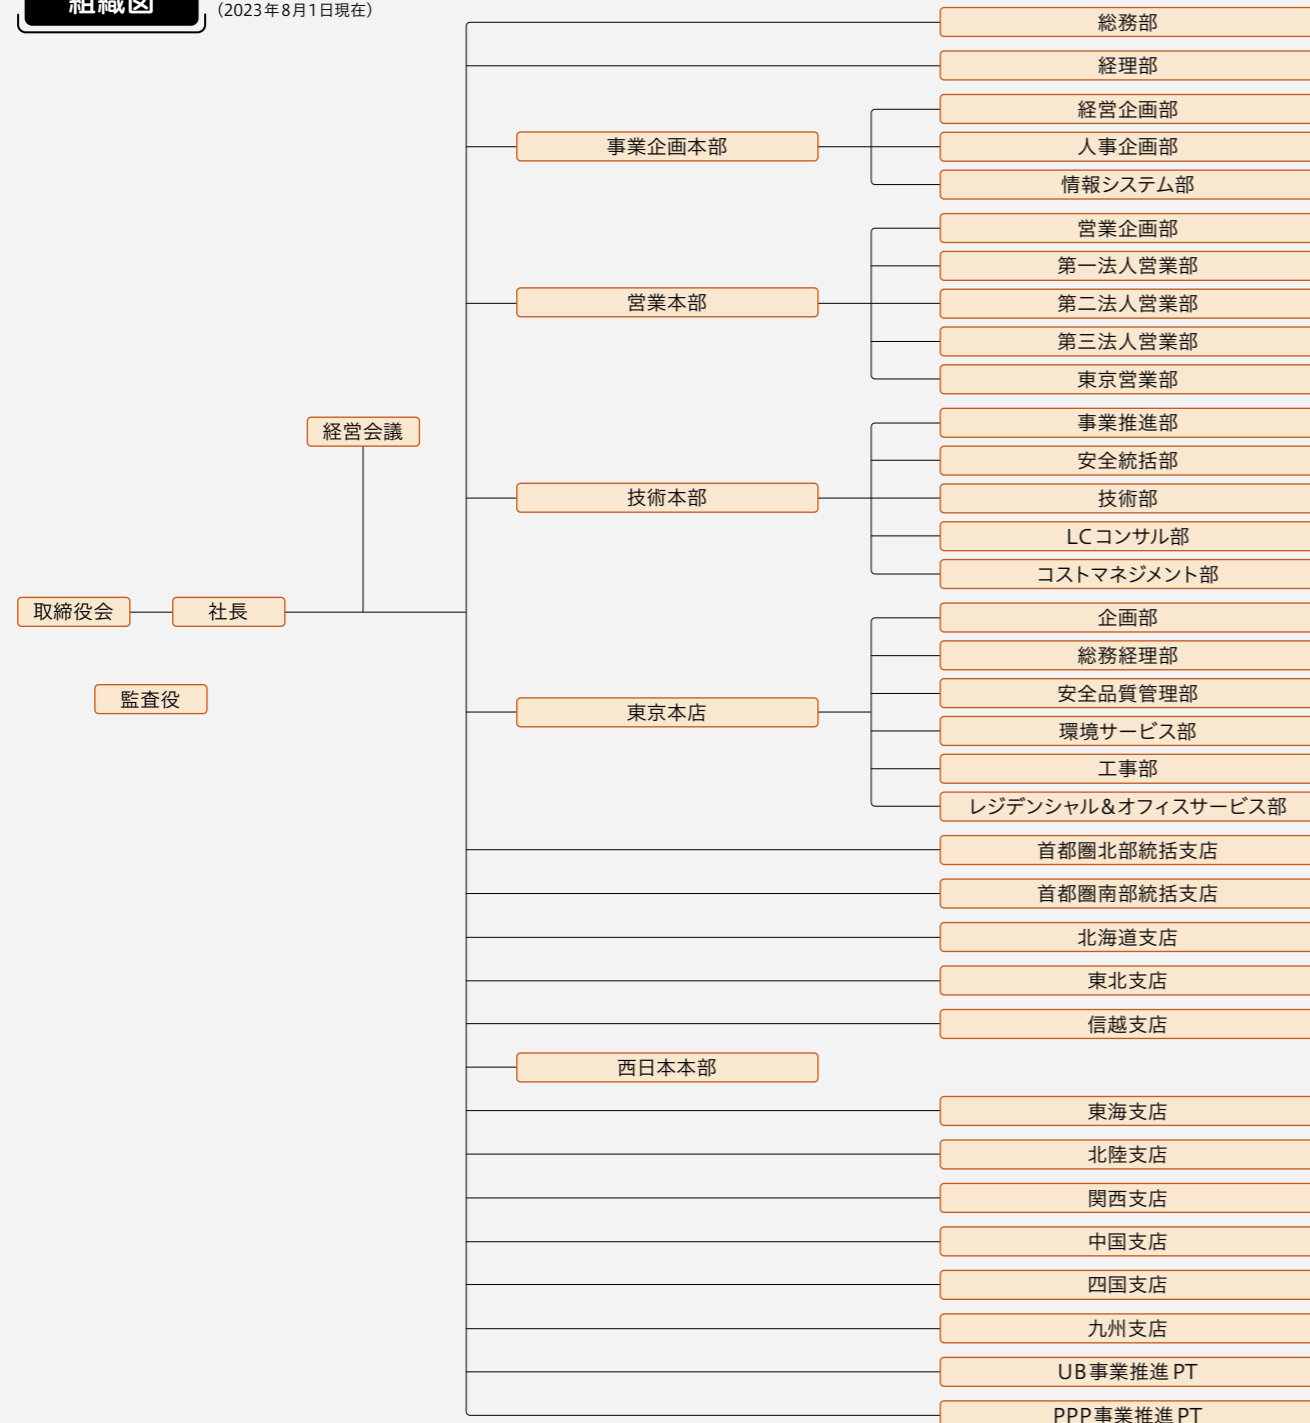 組織図
(2023年8月1日現在)
総務部
経理部
事業企画本部
経営企画部
人事企画部
情報システム部
営業本部
営業企画部
第一法人営業部
第二法人営業部
第三法人営業部
東京営業部
経営会議
技術本部
事業推進部
安全統括部
技術部
LCコンサル部
コストマネジメント部
取締役会
社長
監査役
東京本店
企画部
総務経理部
安全品質管理部
環境サービス部
工事部
レジデンシャル&オフィスサービス部
首都圏北部統括支店
首都圏南部統括支店
北海道支店
東北支店
信越支店
西日本本部
東海支店
北陸支店
関西支店
中国支店
四国支店
九州支店
UB事業推進PT
PPP事業推進PT